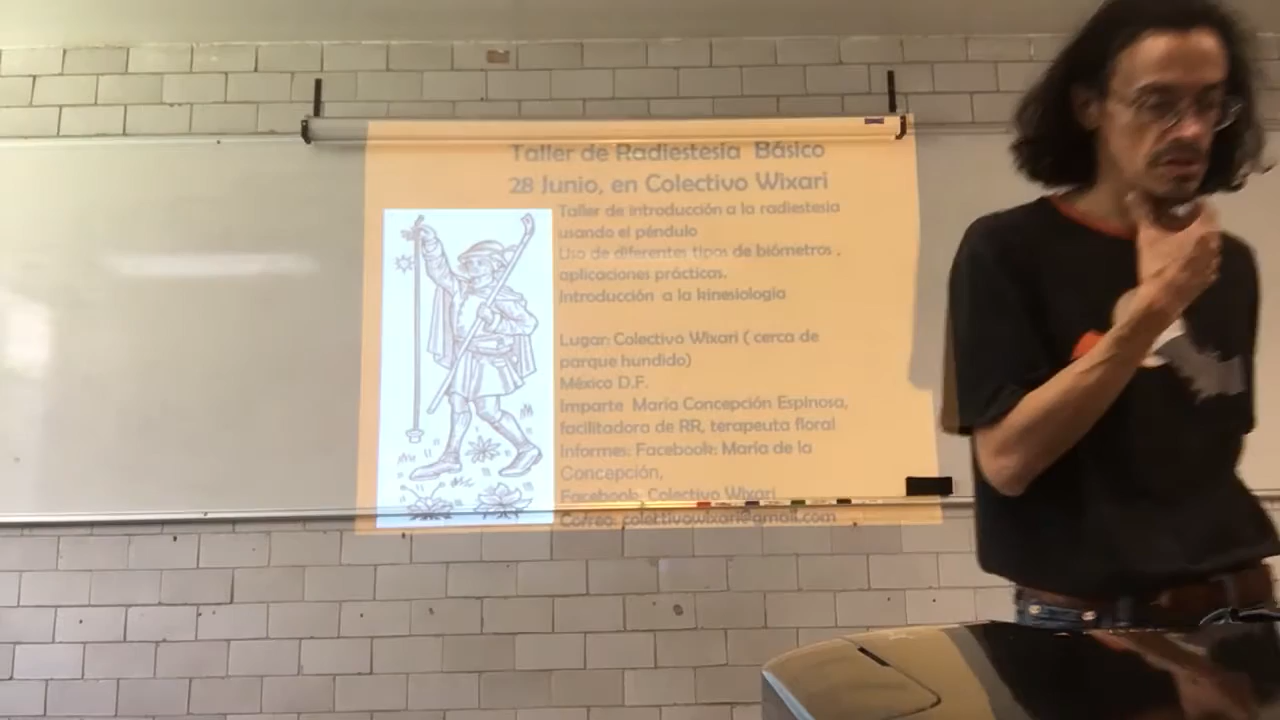 Taller de Radiestesia Básico
28 Junio, en Colectivo Wixari
Taller de introducción a la radiestesia
usando el péndulo
Uso de diferentes tipos de biómetros ,
aplicaciones prácticas.
Introducción a la kinesiologia
Lugar: Colectivo Wixari ( cerca de
parque hundido)
México D.F.
Imparte Maria Concepción Espinosa,
facilitadora de RR, terapeuta floral
Informes: Facebook: María de la
Concepción,
Facebook: Colectivo Wixari
Correo: colectivowixari@gmail.com